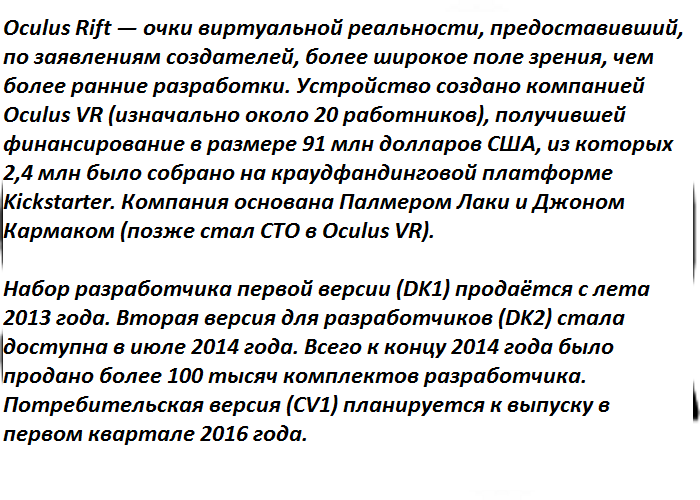 Oculus Rift — очки виртуальной реальности, предоставивший,
по заявлениям создателей, более широкое поле зрения, чем
более ранние разработки. Устройство создано компанией
Oculus VR (изначально около 20 работников), получившей
финансирование в размере 91 млн долларов США, из которых
2,4 млн было собрано на краудфандинговой платформе
Kickstarter. Компания основана Палмером Лаки и Джоном
Кармаком (позже стал CTO в Oculus VR).
Набор разработчика первой версии (DK1) продаётся с лета
2013 года. Вторая версия для разработчиков (DK2) стала
доступна в июле 2014 года. Всего к концу 2014 года было
продано более 100 тысяч комплектов разработчика.
Потребительская версия (CV1) планируется к выпуску в
первом квартале 2016 года.